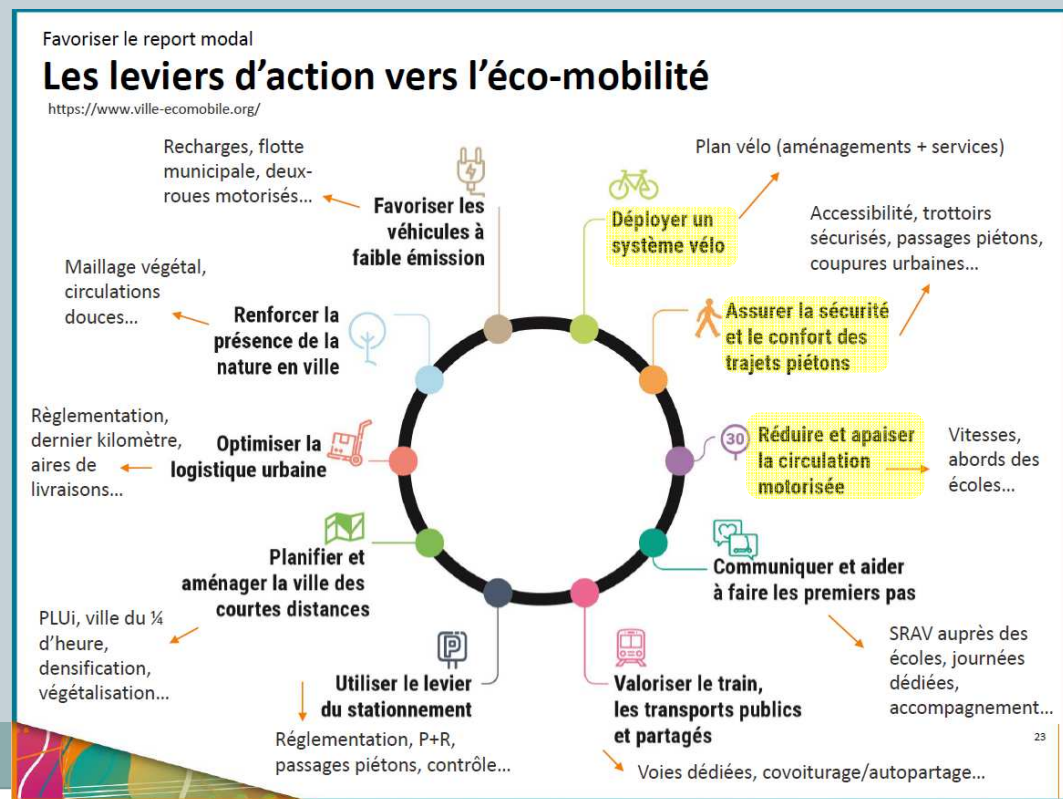 Favoriser le report modal
Les leviers d'action vers l'éco-mobilité
https://www.ville-ecomobile.org/
Recharges, flotte
municipale, deux-
roues motorisés...
Favoriser les
véhicules à
faible émission
Plan vélo (aménagements + services)
Déployer un
système vélo
Accessibilité, trottoirs
sécurisés, passages piétons,
coupures urbaines...
Assurer la sécurité
et le confort des
trajets piétons
Maillage végétal,
circulations
douces...
Renforcer la
présence de la
nature en ville
30
Réduire et apaiser
la circulation
motorisée
Vitesses,
abords des
écoles...
Règlementation,
dernier kilomètre,
aires de
livraisons...
Optimiser la
logistique urbaine
Communiquer et aider
à faire les premiers pas
SRAV auprès des
écoles, journées
dédiées,
accompagnement...
Planifier et
aménager la ville des
courtes distances
PLUi, ville du ¼
d'heure,
densification,
végétalisation...
P
Utiliser le levier
du stationnement
Réglementation, P+R,
passages piétons, contrôle...
Valoriser le train,
les transports publics
et partagés
Voies dédiées, covoiturage/autopartage...
23